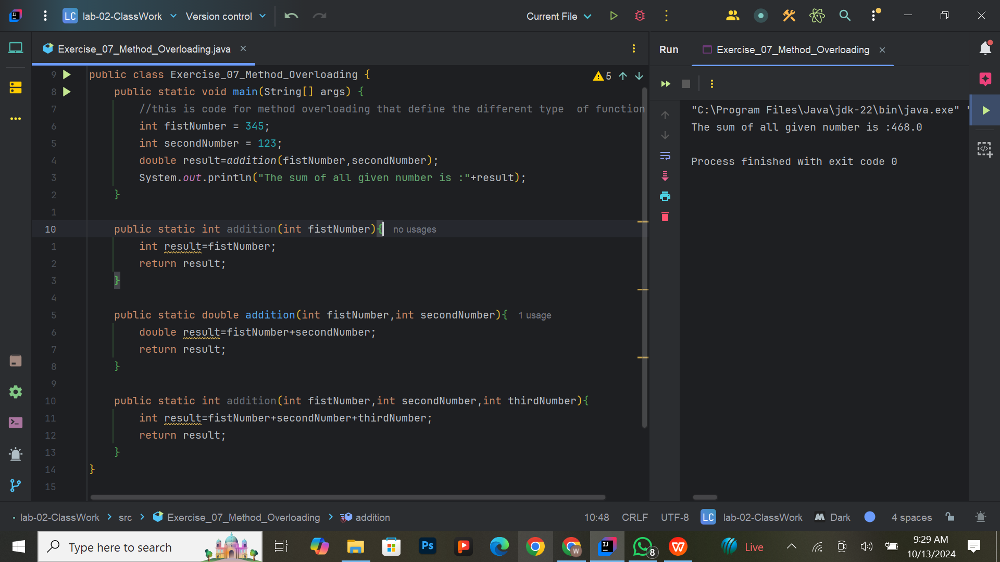 LC lab-02-ClassWork Version control Current File
Exercise_07_Method_Overloading.java
Run Exercise_07_Method_Overloading
5
9 public class Exercise_07_Method_Overloading {
8 public static void main(String[] args) {
7 //this is code for method overloading that define the different type  of function
6 int fistNumber = 345;
5 int secondNumber = 123;
4 double result=addition(fistNumber,secondNumber);
3 System.out.println("The sum of all given number is :"+result);
2 }
1
10 public static int addition(int fistNumber){ no usages
1 int result=fistNumber;
2 return result;
3 }
4
5 public static double addition(int fistNumber,int secondNumber){ 1 usage
6 double result=fistNumber+secondNumber;
7 return result;
8 }
9
10 public static int addition(int fistNumber,int secondNumber,int thirdNumber){
11 int result=fistNumber+secondNumber+thirdNumber;
12 return result;
13 }
14 }
15
"C:\Program Files\Java\jdk-22\bin\java.exe" "
The sum of all given number is :468.0
Process finished with exit code 0
lab-02-ClassWork > src > Exercise_07_Method_Overloading > addition
10:48 CRLF UTF-8 LC lab-02-ClassWork M Dark 4 spaces
Type here to search
Ps
W
IJ
8
W
Live
9:29 AM
10/13/2024